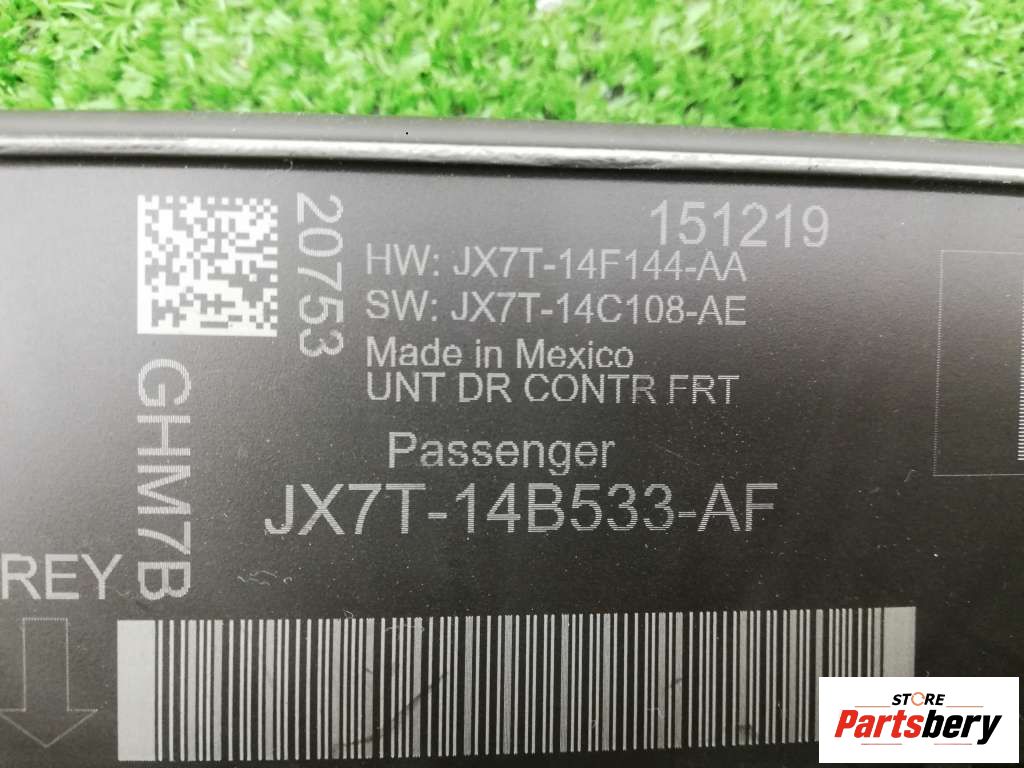 151219
20753
HW: JX7T-14F144-AA
SW: JX7T-14C108-AE
Made in Mexico
UNT DR CONTR FRT
GHM7B
Passenger
JX7T-14B533-AF
REY
STORE
Partsbery